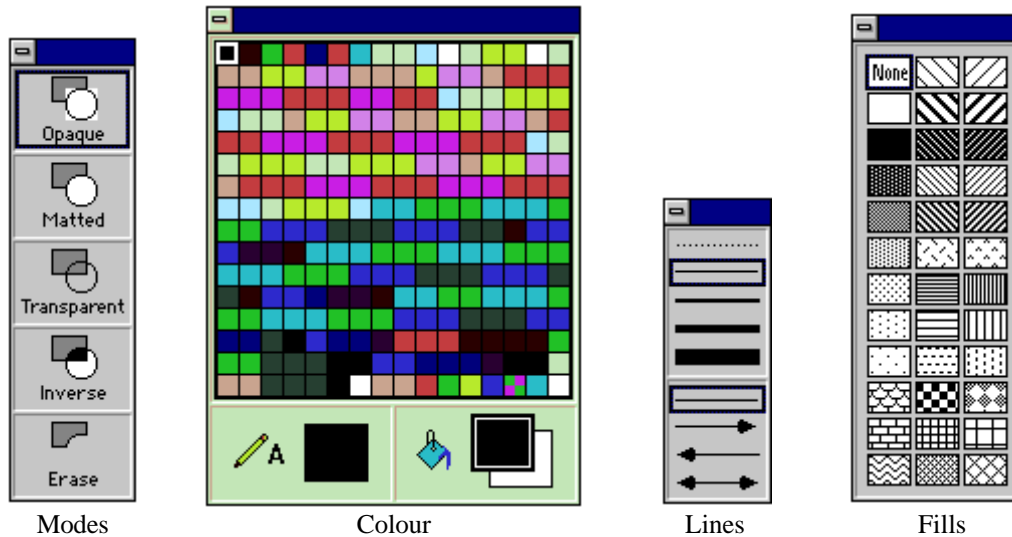 Opaque
Matted
Transparent
Inverse
Erase
A
None
Modes
Colour
Lines
Fills